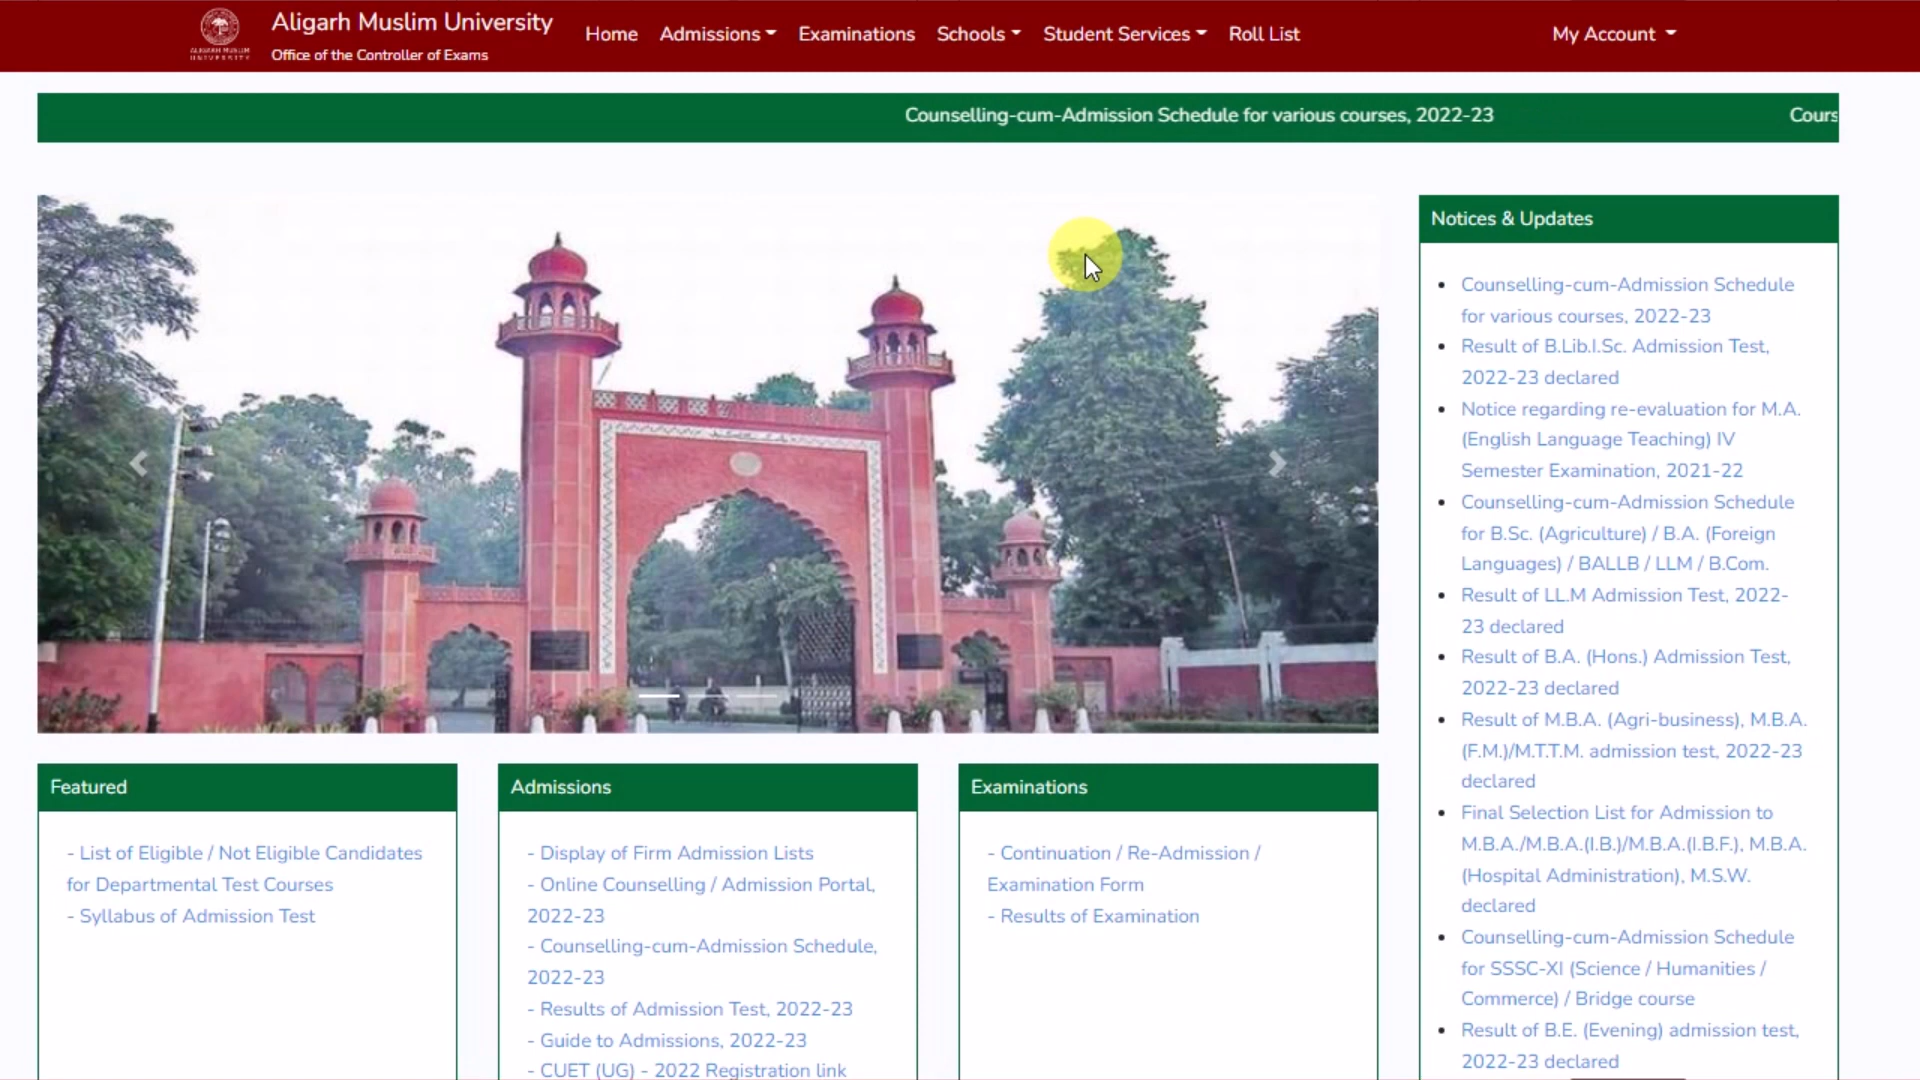 Aligarh Muslim University
Office of the Controller of Exams
ALIGARH MUSLIM
UNIVERSITY
Home Admissions Examinations Schools Student Services Roll List My Account
Counselling-cum-Admission Schedule for various courses, 2022-23
Notices & Updates
Counselling-cum-Admission Schedule
for various courses, 2022-23
Result of B.Lib.I.Sc. Admission Test,
2022-23 declared
Notice regarding re-evaluation for M.A.
(English Language Teaching) IV
Semester Examination, 2021-22
Counselling-cum-Admission Schedule
for B.Sc. (Agriculture) / B.A. (Foreign
Languages) / BALLB / LLM / B.Com.
Result of LL.M Admission Test, 2022-
23 declared
Result of B.A. (Hons.) Admission Test,
2022-23 declared
Result of M.B.A. (Agri-business), M.B.A.
(F.M.)/M.T.T.M. admission test, 2022-23
declared
Final Selection List for Admission to
M.B.A./M.B.A.(I.B.)/M.B.A.(I.B.F.), M.B.A.
(Hospital Administration), M.S.W.
declared
Counselling-cum-Admission Schedule
for SSSC-XI (Science / Humanities /
Commerce) / Bridge course
Result of B.E. (Evening) admission test,
2022-23 declared
Featured
- List of Eligible / Not Eligible Candidates
for Departmental Test Courses
- Syllabus of Admission Test
Admissions
- Display of Firm Admission Lists
- Online Counselling / Admission Portal,
2022-23
- Counselling-cum-Admission Schedule,
2022-23
- Results of Admission Test, 2022-23
- Guide to Admissions, 2022-23
- CUET (UG) - 2022 Registration link
Examinations
- Continuation / Re-Admission /
Examination Form
- Results of Examination